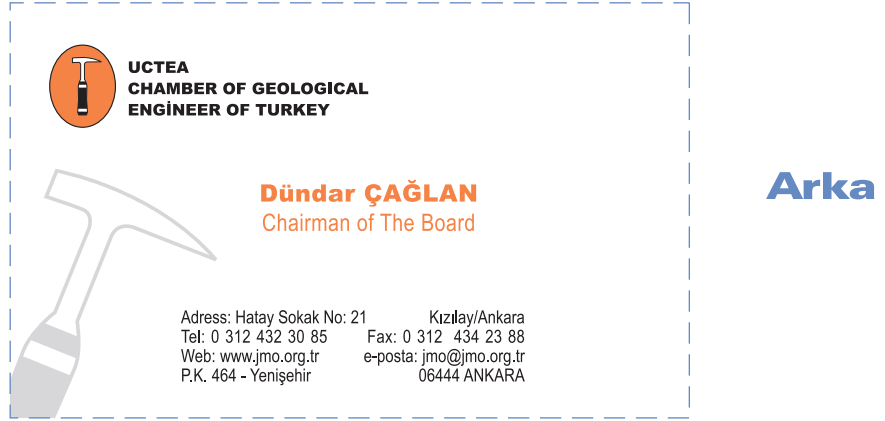 UCTEA
CHAMBER OF GEOLOGICAL
ENGİNEER OF TURKEY
Dündar ÇAĞLAN
Chairman of The Board
Arka
Adress: Hatay Sokak No: 21 Kızılay/Ankara
Tel: 0 312 432 30 85 Fax: 0 312 434 23 88
Web: www.jmo.org.tr e-posta: jmo@jmo.org.tr
P.K. 464 - Yenişehir 06444 ANKARA